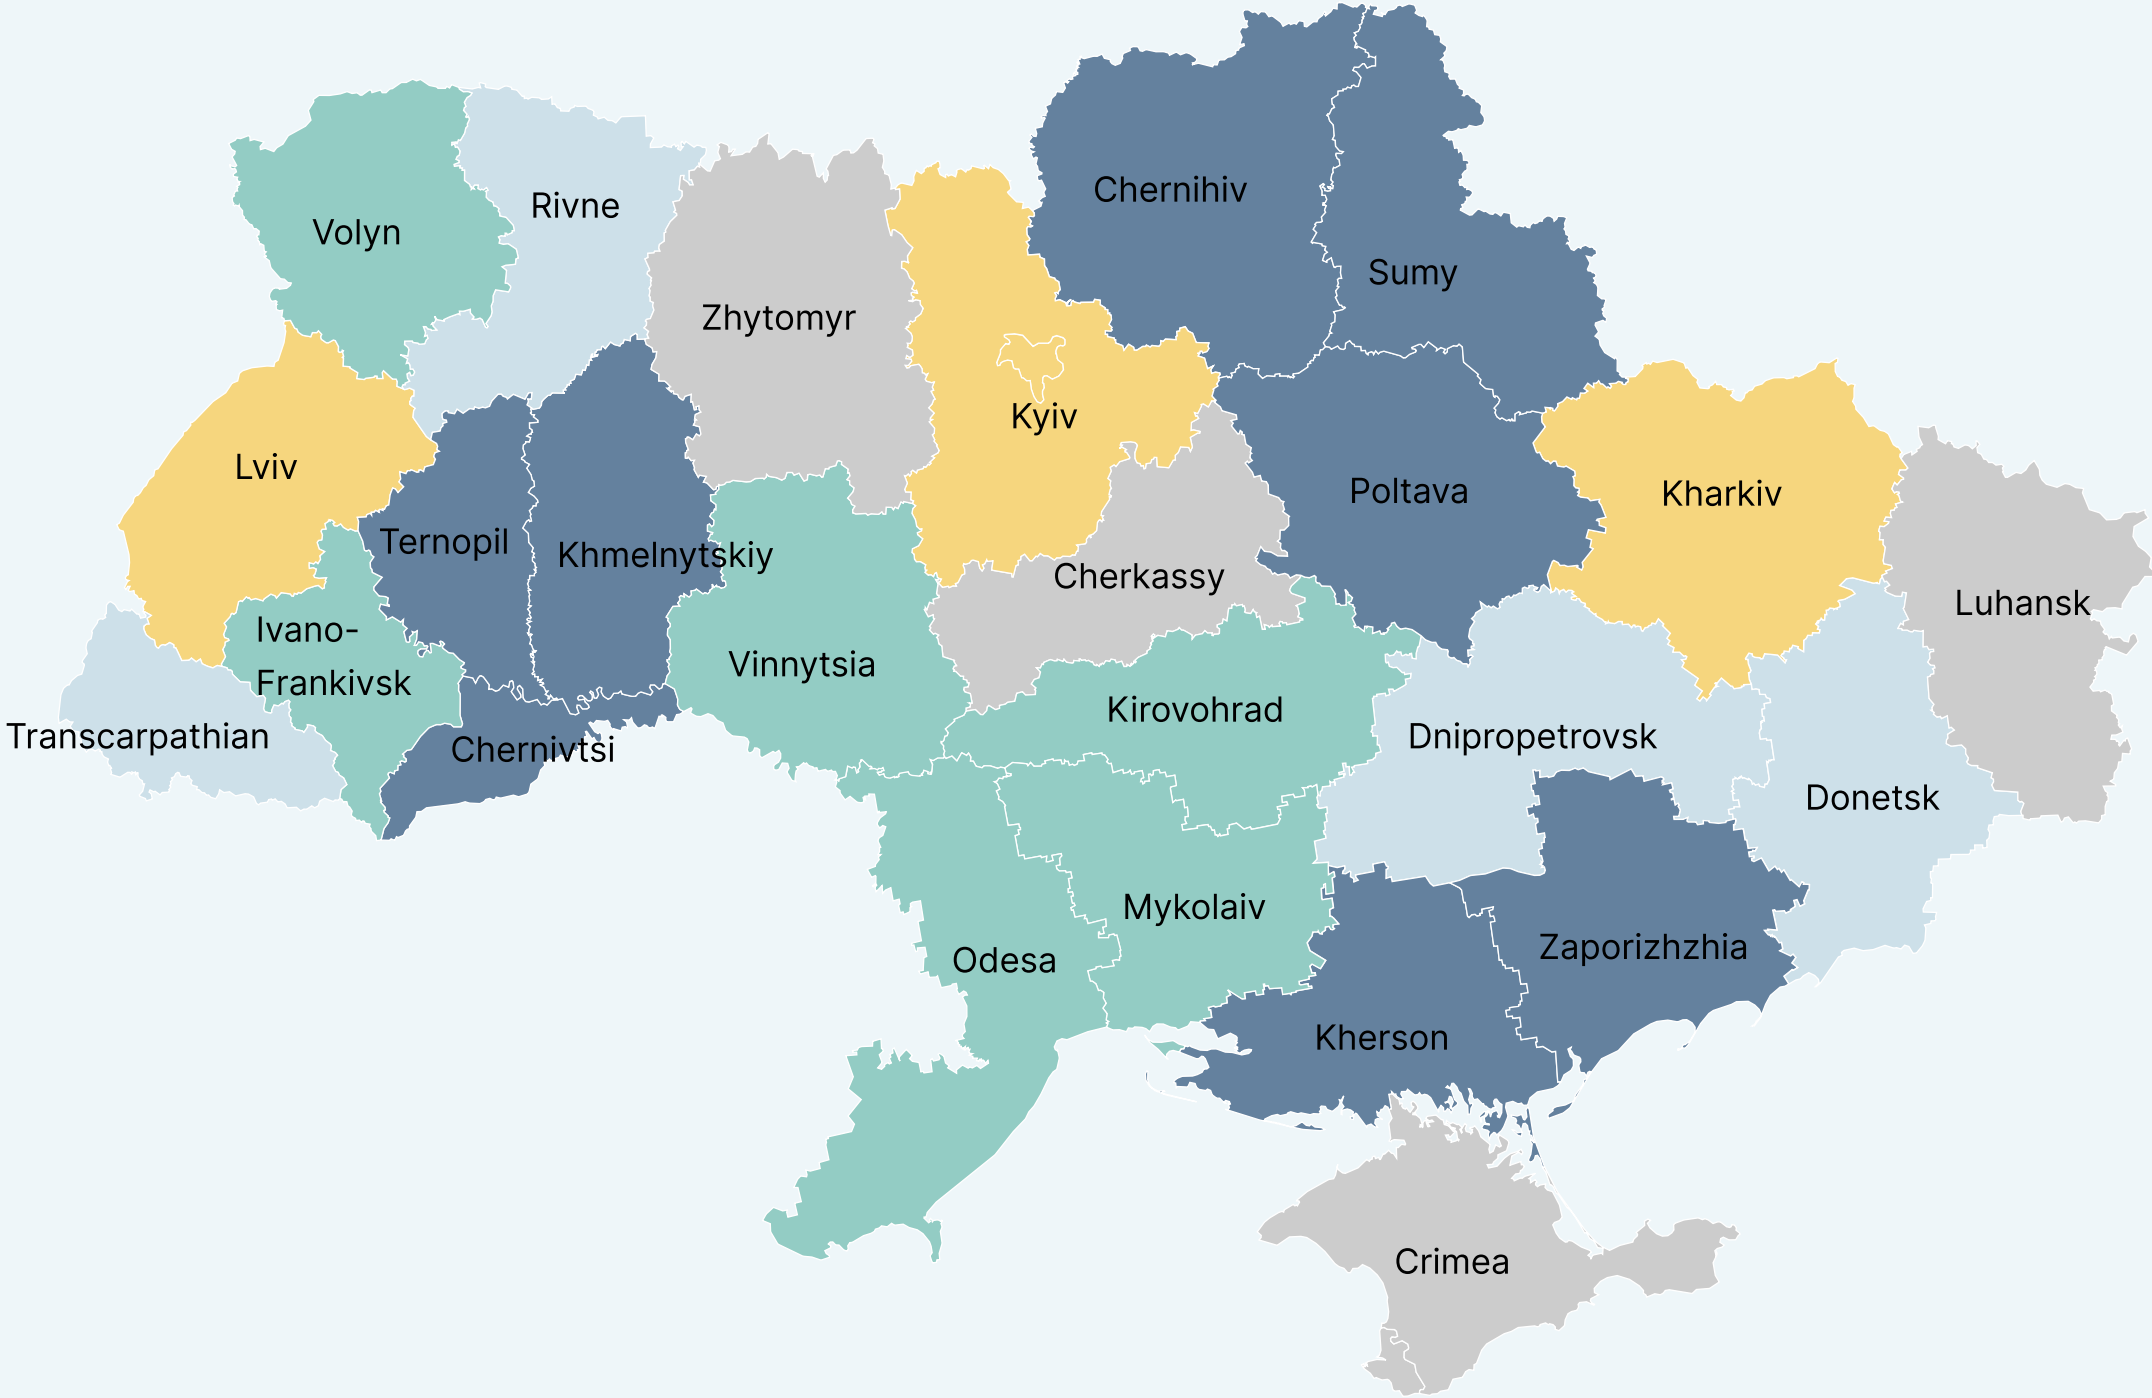 Chernihiv
Rivne
Volyn
Sumy
Zhytomyr
Kyiv
Lviv
Poltava
Kharkiv
Ternopil
Khmelnytskiy
Cherkassy
Luhansk
Ivano-
Frankivsk
Vinnytsia
Kirovohrad
Transcarpathian
Dnipropetrovsk
Chernivtsi
Donetsk
Mykolaiv
Zaporizhzhia
Odesa
Kherson
Crimea